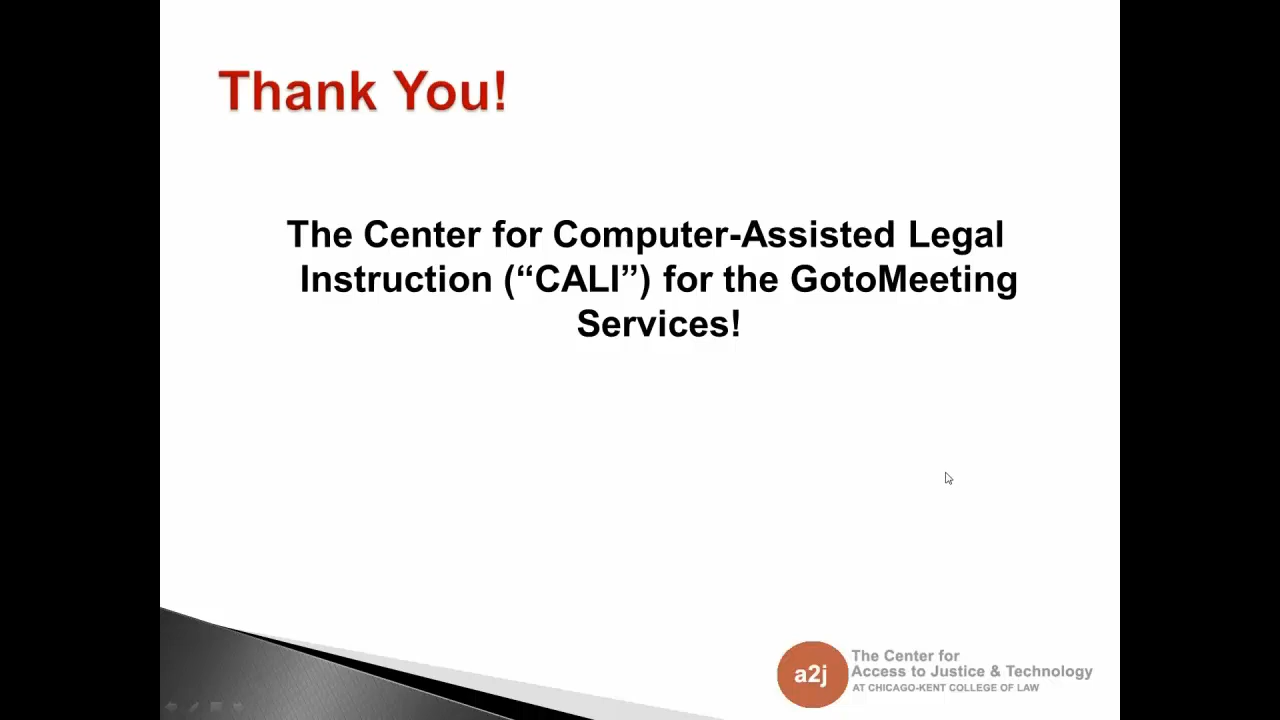 Thank You!
The Center for Computer-Assisted Legal
Instruction (“CALI”) for the GotoMeeting
Services!
a2j
The Center for
Access to Justice & Technology
AT CHICAGO-KENT COLLEGE OF LAW